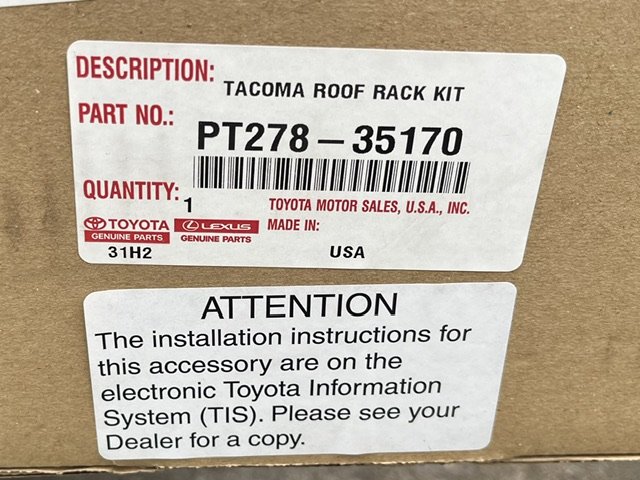 DESCRIPTION: TACOMA ROOF RACK KIT
PART NO.: PT278-35170
QUANTITY: 1
TOYOTA MOTOR SALES, U.S.A., INC.
TOYOTA LEXUS MADE IN:
GENUINE PARTS GENUINE PARTS
31H2 USA
ATTENTION
The installation instructions for
this accessory are on the
electronic Toyota Information
System (TIS). Please see your
Dealer for a copy.